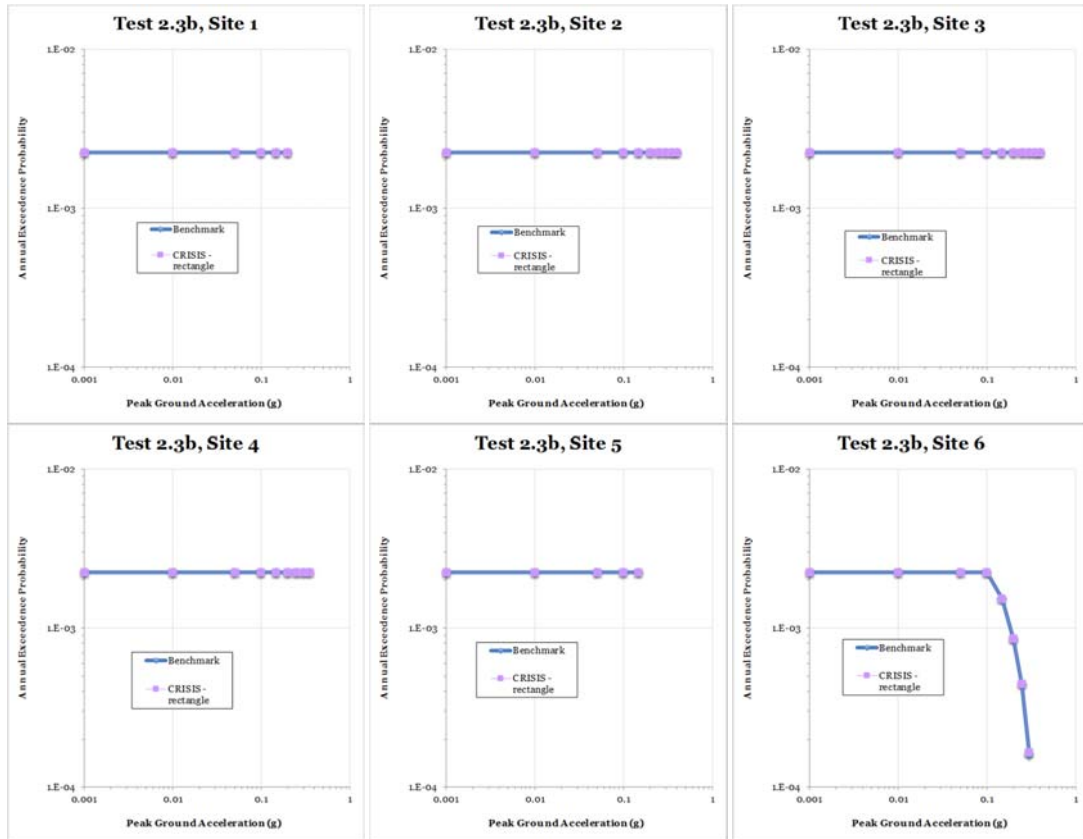 Test 2.3b, Site 1
1.E-02
1.E-03
1.E-04
Annual Exceedence Probability
Benchmark
CRISIS -
rectangle
0.001
0.01
0.1
1
Peak Ground Acceleration (g)
Test 2.3b, Site 2
1.E-02
1.E-03
1.E-04
Annual Exceedence Probability
Benchmark
CRISIS -
rectangle
0.001
0.01
0.1
1
Peak Ground Acceleration (g)
Test 2.3b, Site 3
1.E-02
1.E-03
1.E-04
Annual Exceedence Probability
Benchmark
CRISIS -
rectangle
0.001
0.01
0.1
1
Peak Ground Acceleration (g)
Test 2.3b, Site 4
1.E-02
1.E-03
1.E-04
Annual Exceedence Probability
Benchmark
CRISIS -
rectangle
0.001
0.01
0.1
1
Peak Ground Acceleration (g)
Test 2.3b, Site 5
1.E-02
1.E-03
1.E-04
Annual Exceedence Probability
Benchmark
CRISIS -
rectangle
0.001
0.01
0.1
1
Peak Ground Acceleration (g)
Test 2.3b, Site 6
1.E-02
1.E-03
1.E-04
Annual Exceedence Probability
Benchmark
CRISIS -
rectangle
0.001
0.01
0.1
1
Peak Ground Acceleration (g)